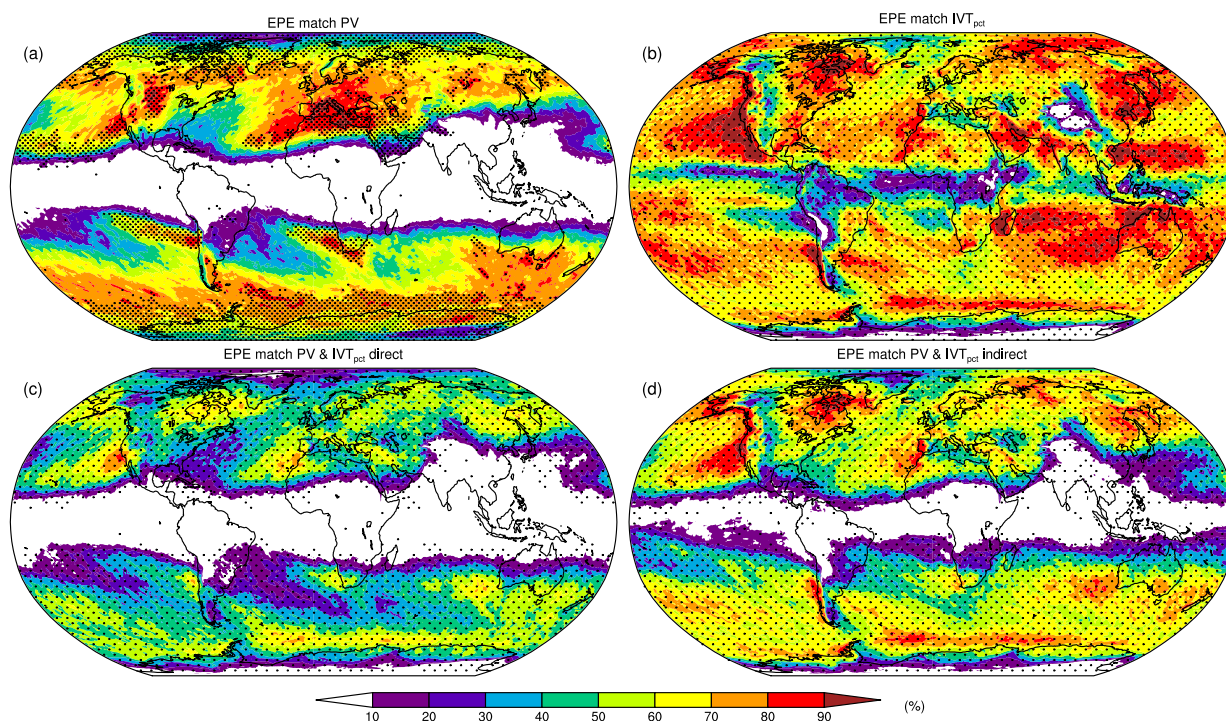 EPE match PV
EPE match IVTpct
(a)
(b)
EPE match PV & IVTpct direct
EPE match PV & IVTpct indirect
(c)
(d)
10 20 30 40 50 60 70 80 90 (%)